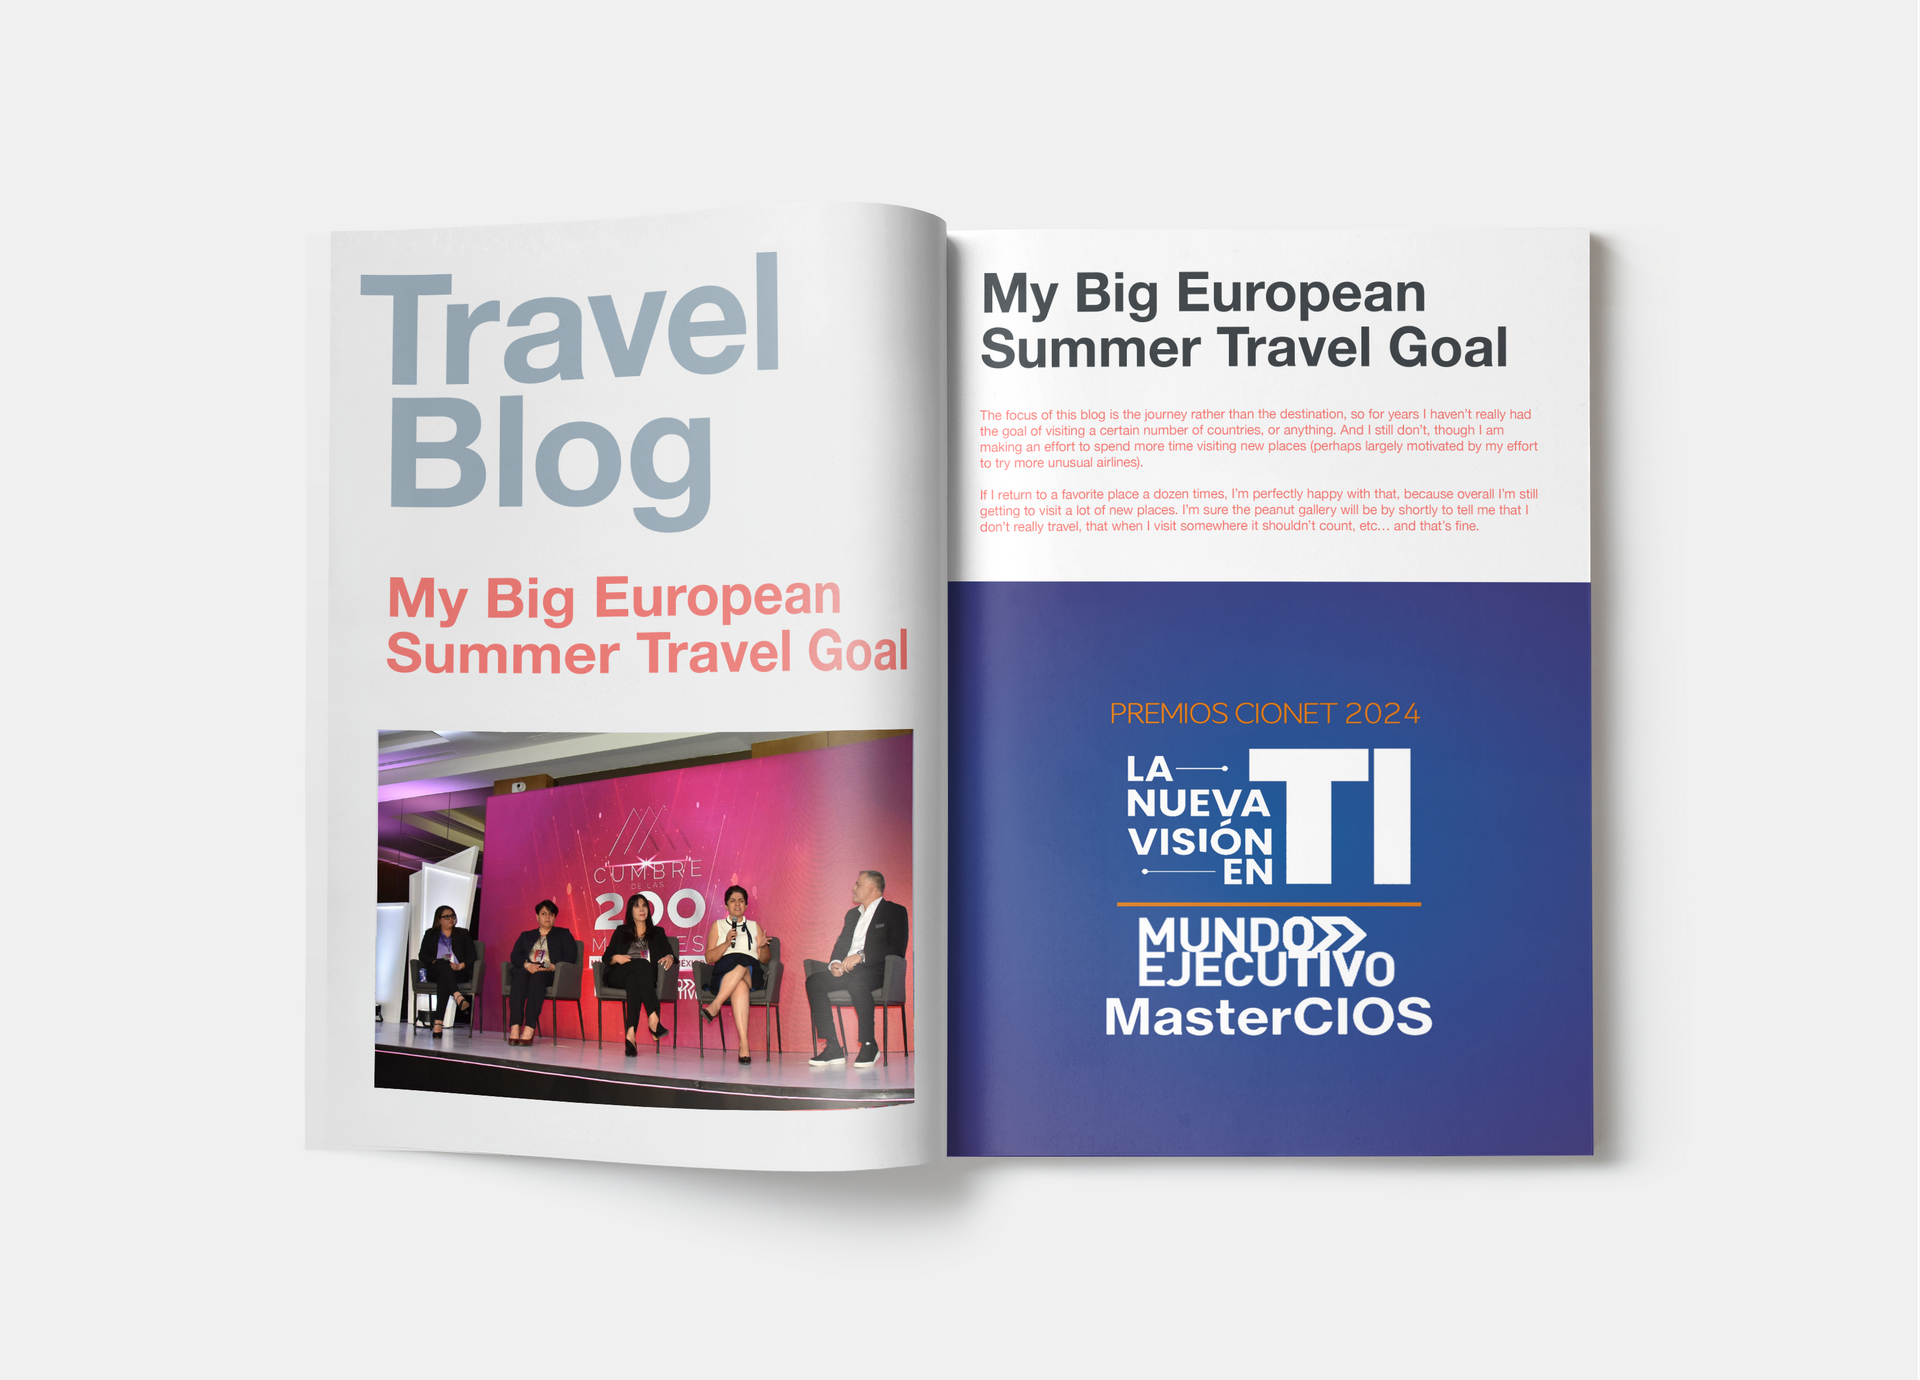 Travel
Blog
My Big European
Summer Travel Goal
CUMBRE
DE LAS
200
My Big European
Summer Travel Goal
The focus of this blog is the journey rather than the destination, so for years I haven't really had
the goal of visiting a certain number of countries, or anything. And I still don't, though I am
making an effort to spend more time visiting new places (perhaps largely motivated by my effort
to try more unusual airlines).
If I return to a favorite place a dozen times, I'm perfectly happy with that, because overall I'm still
getting to visit a lot of new places. I'm sure the peanut gallery will be by shortly to tell me that I
don't really travel, that when I visit somewhere it shouldn't count, etc… and that's fine.
PREMIOS CIONET 2024
LA
NUEVA
VISIÓN
EN
TI
MUNDO
EJECUTIVO
MasterCIOS